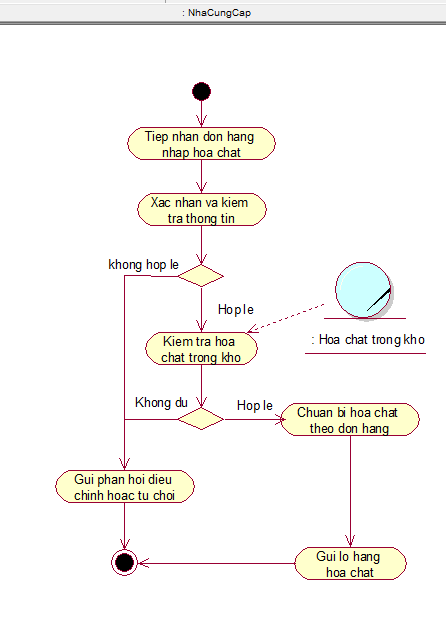 : NhaCungCap
Tiep nhan don hang
nhap hoa chat
Xac nhan va kiem
tra thong tin
khong hop le
Hop le
Kiem tra hoa
chat trong kho
: Hoa chat trong kho
Khong du
Hop le
Chuan bi hoa chat
theo don hang
Gui phan hoi dieu
chinh hoac tu choi
Gui lo hang
hoa chat